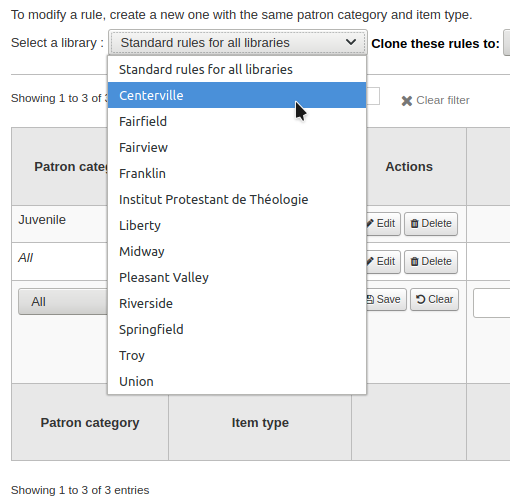 To modify a rule, create a new one with the same patron category and item type.
Select a library : Standard rules for all libraries Clone these rules to:
Standard rules for all libraries
Centerville
Showing 1 to 3 of Clear filter
Fairfield
Fairview
Patron Actions
Franklin
Institut Protestant de Théologie
Juvenile Edit Delete
Liberty
Midway
All Edit Delete
Pleasant Valley
All Save Clear
Riverside
Springfield
Troy
Union
Patron category Item type
Showing 1 to 3 of 3 entries